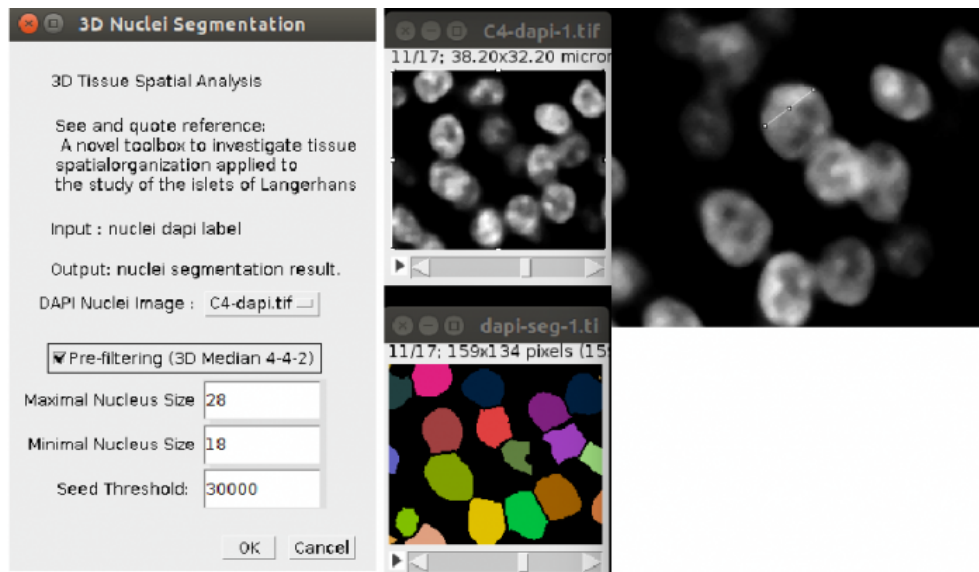 3D Nuclei Segmentation
3D Tissue Spatial Analysis
See and quote reference:
A novel toolbox to investigate tissue
spatialorganization applied to
the study of the islets of Langerhans
Input : nuclei dapi label
Output: nuclei segmentation result.
DAPI Nuclei Image : C4-dapi.tif
Pre-filtering (3D Median 4-4-2)
Maximal Nucleus Size 28
Minimal Nucleus Size 18
Seed Threshold: 30000
OK Cancel
C4-dapi-1.tif
11/17; 38.20x32.20 micror
dapi-seg-1.ti
11/17; 159x134 pixels (15